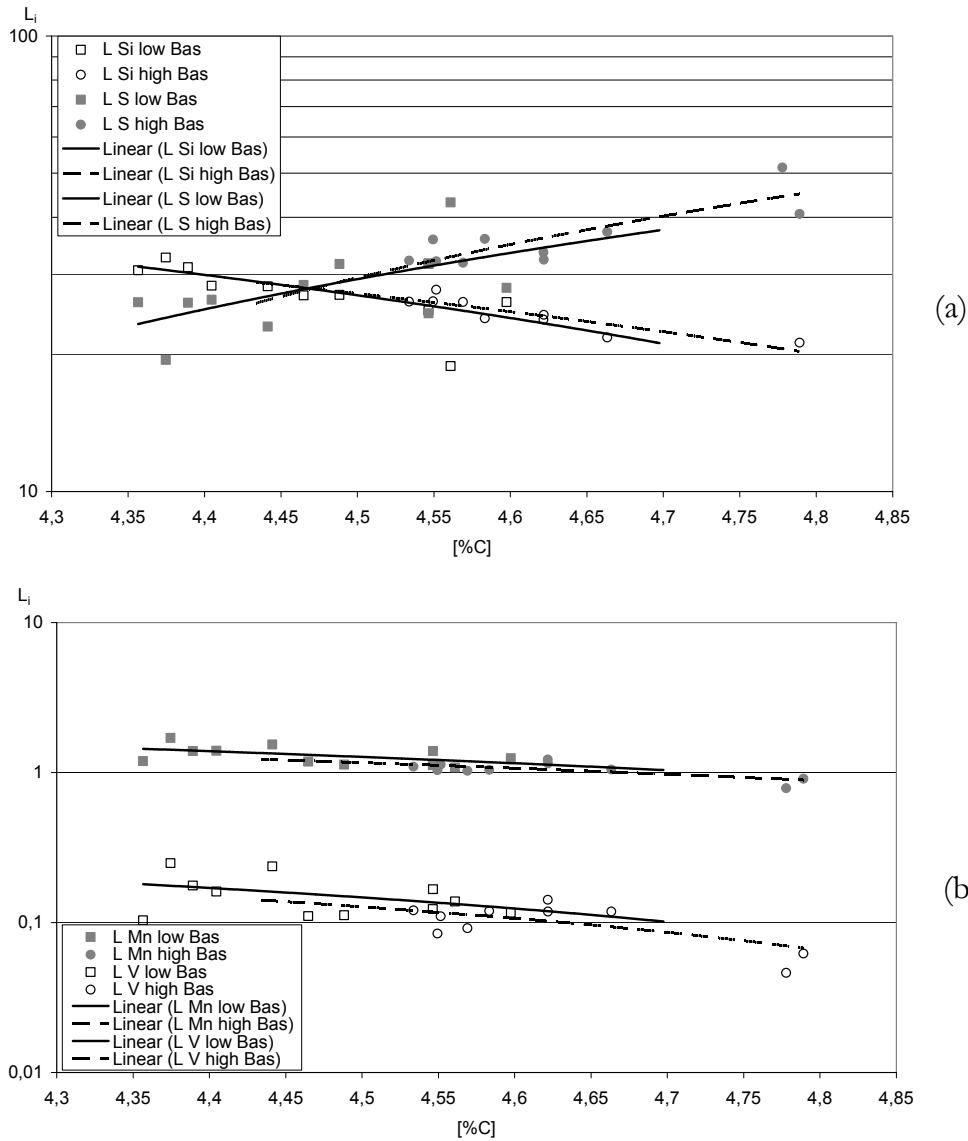 Li
100
L Si low Bas
L Si high Bas
L S low Bas
L S high Bas
Linear (L Si low Bas)
Linear (L Si high Bas)
Linear (L S low Bas)
Linear (L S high Bas)
(a)
10
4,3 4,35 4,4 4,45 4,5 4,55 4,6 4,65 4,7 4,75 4,8 4,85
[%C]
Li
10
1
(b
0,1
L Mn low Bas
L Mn high Bas
L V low Bas
L V high Bas
Linear (L Mn low Bas)
Linear (L Mn high Bas)
Linear (L V low Bas)
Linear (L V high Bas)
0,01
4,3 4,35 4,4 4,45 4,5 4,55 4,6 4,65 4,7 4,75 4,8 4,85
[%C]